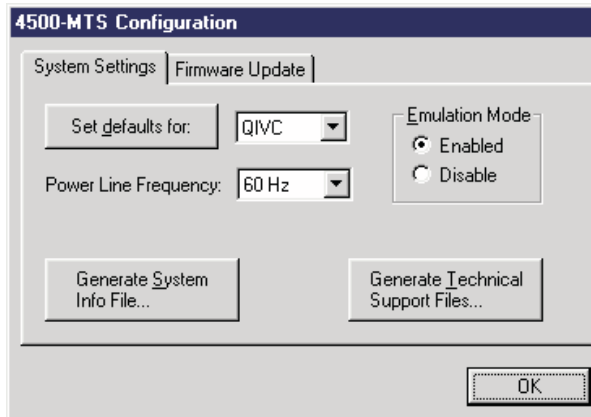 4500-MTS Configuration
System Settings
Firmware Update
Set defaults for:
QIVC
Emulation Mode
Enabled
Disable
Power Line Frequency:
60 Hz
Generate System
Info File...
Generate Technical
Support Files...
OK